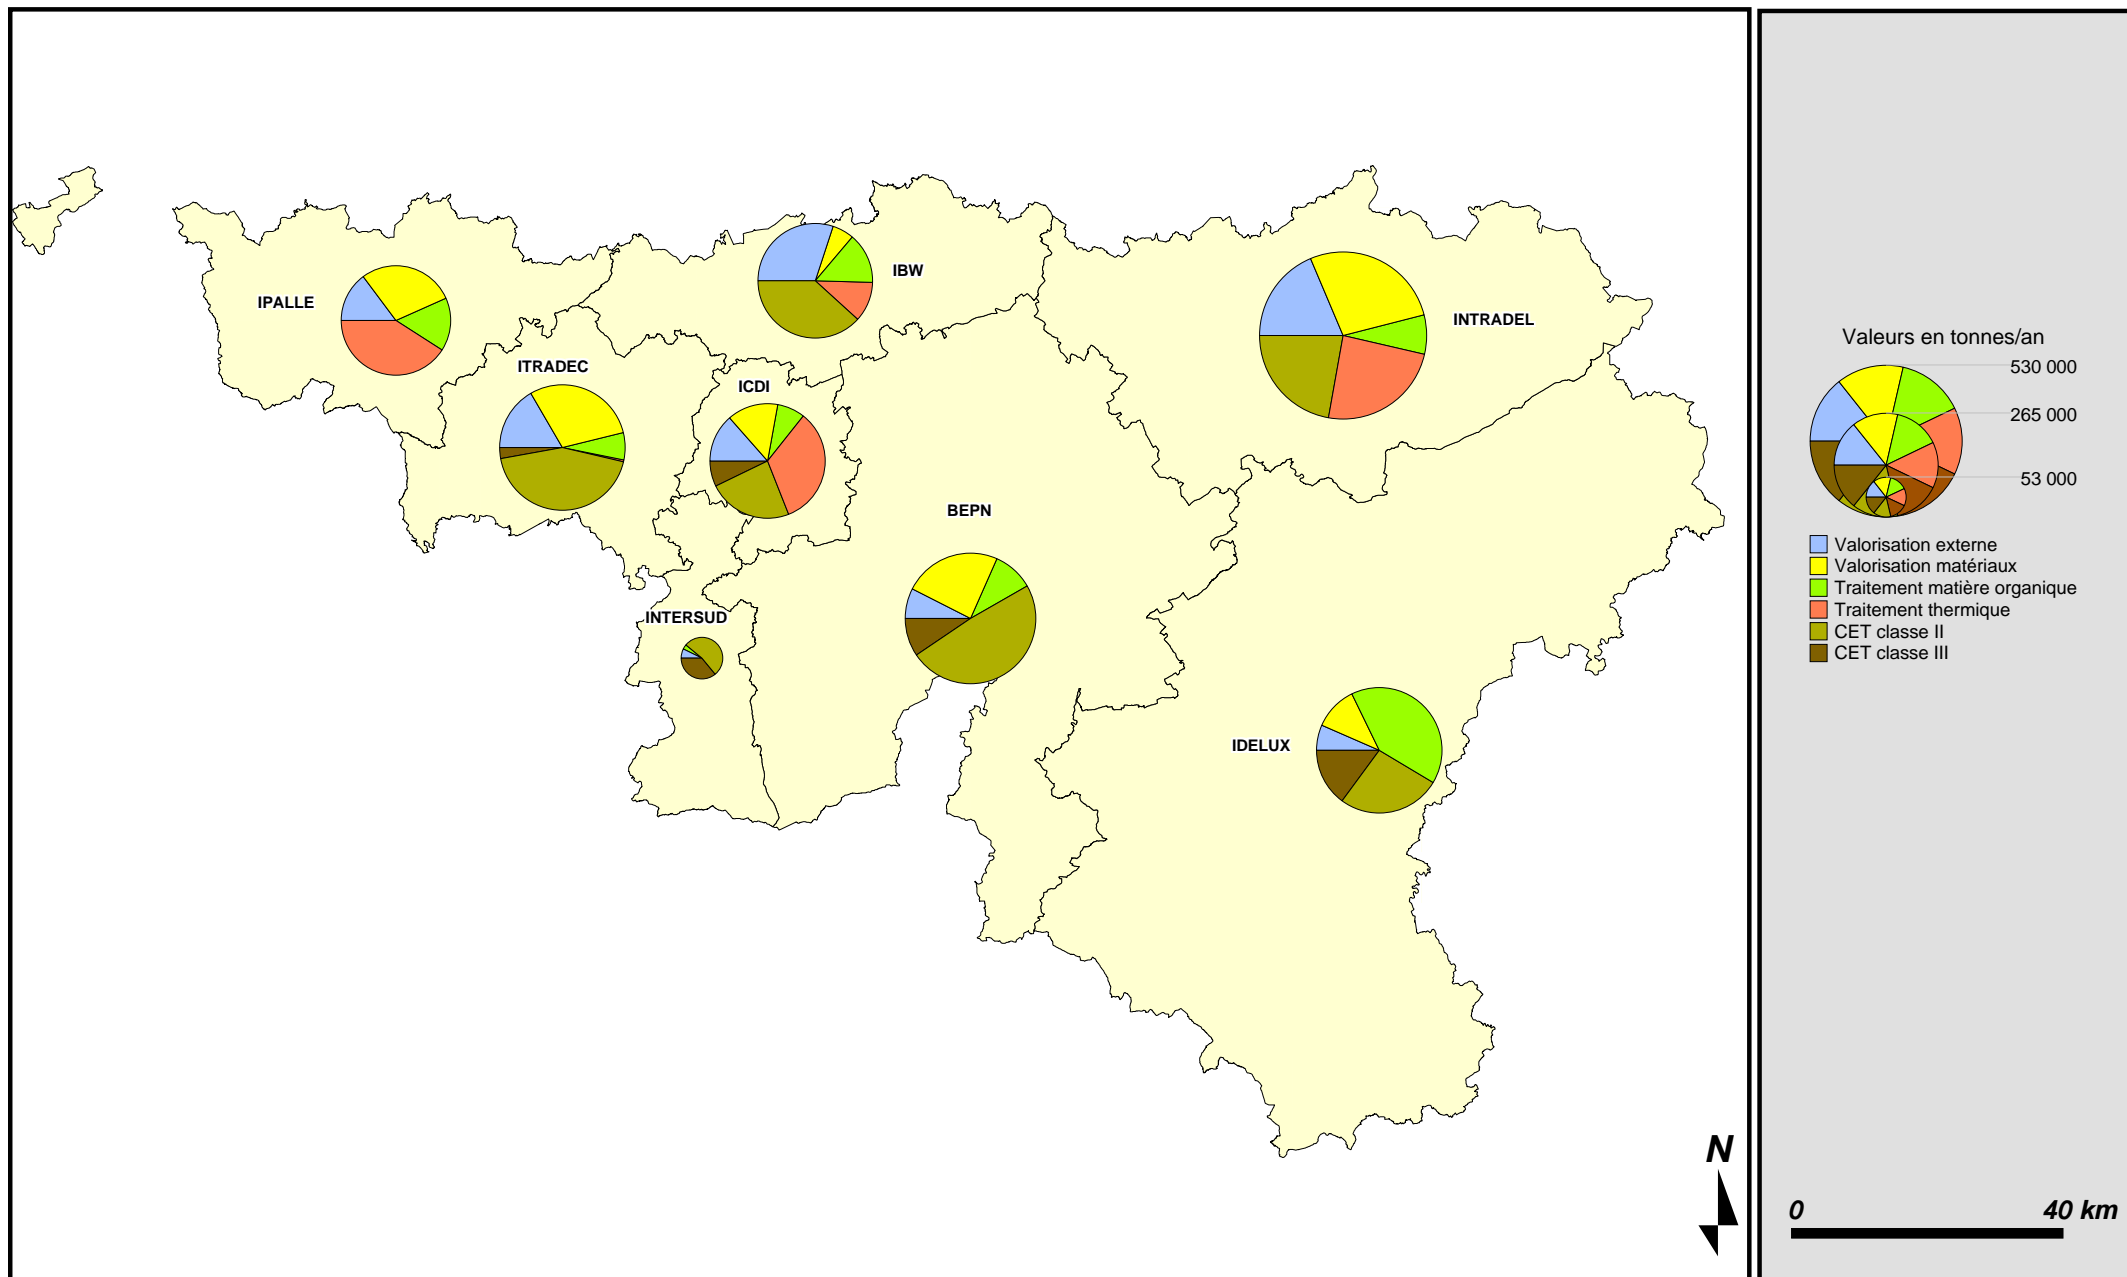 IBW
IPALLE
INTRADEL
ITRADEC
ICDI
BEPN
INTERSUD
IDELUX
N
Valeurs en tonnes/an
530 000
265 000
53 000
Valorisation externe
Valorisation matériaux
Traitement matière organique
Traitement thermique
CET classe II
CET classe III
0 40 km